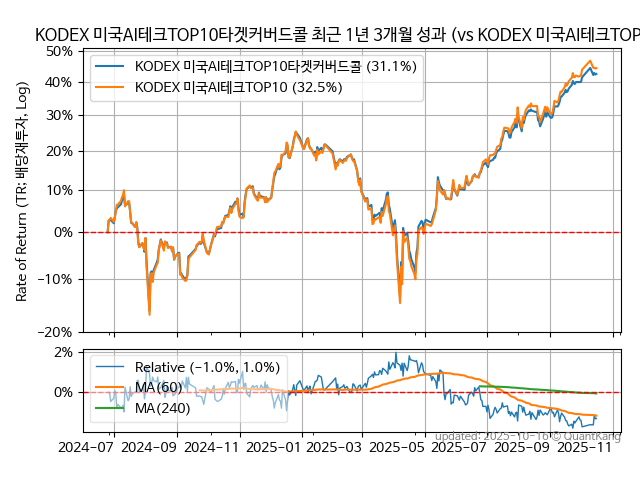 KODEX 미국AI테크TOP10타겟커버드콜 최근 1년 3개월 성과 (vs KODEX 미국AI테크TOP
50%
40%
30%
20%
10%
0%
−10%
−20%
Rate of Return (TR: 배당재투자, Log)
KODEX 미국AI테크TOP10타겟커버드콜 (31.1%)
KODEX 미국AI테크TOP10 (32.5%)
2%
0%
Relative (−1.0%, 1.0%)
MA(60)
MA(240)
updated: 2025-10-16 © QuantKang
2024-07 2024-09 2024-11 2025-01 2025-03 2025-05 2025-07 2025-09 2025-11